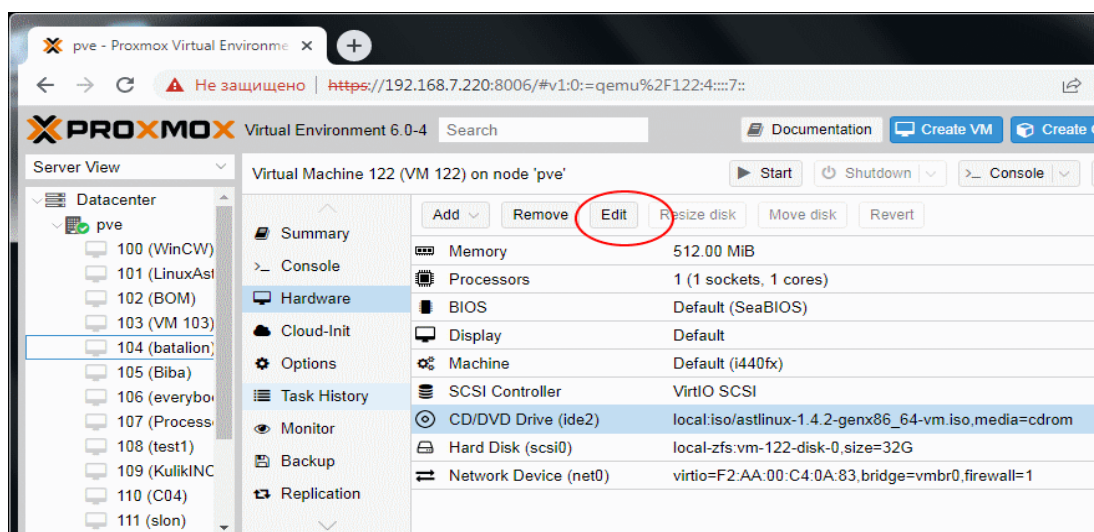 pve - Proxmox Virtual Environme
Не защищено | https://192.168.7.220:8006/#v1:0:=qemu%2F122:4::::7::
PROXMOX Virtual Environment 6.0-4 Search Documentation Create VM Create
Server View
Virtual Machine 122 (VM 122) on node 'pve' Start Shutdown Console
Datacenter
pve
100 (WinCW)
101 (LinuxAst
102 (BOM)
103 (VM 103)
104 (batalion)
105 (Biba)
106 (everybo
107 (Process
108 (test1)
109 (KulikINC
110 (C04)
111 (slon)
Summary
Console
Hardware
Cloud-Init
Options
Task History
Monitor
Backup
Replication
Add Remove Edit Resize disk Move disk Revert
Memory 512.00 MiB
Processors 1 (1 sockets, 1 cores)
BIOS Default (SeaBIOS)
Display Default
Machine Default (i440fx)
SCSI Controller VirtIO SCSI
CD/DVD Drive (ide2) local:iso/astlinux-1.4.2-genx86_64-vm.iso,media=cdrom
Hard Disk (scsi0) local-zfs:vm-122-disk-0,size=32G
Network Device (net0) virtio=F2:AA:00:C4:0A:83,bridge=vmbr0,firewall=1